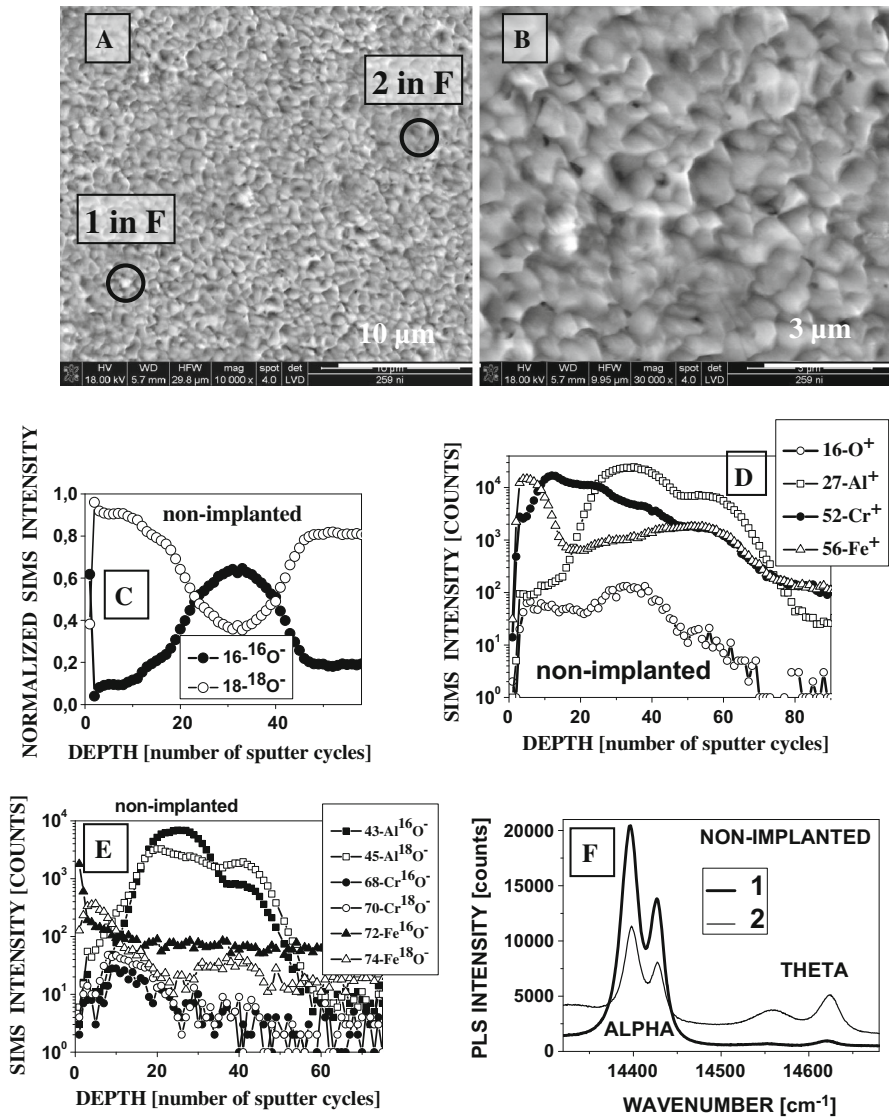 A
2 in F
1 in F
10 µm
HV WD HFW mag spot det
18.00 kV 5.7 mm 29.8 µm 10 000 x 4.0 LVD
10 µm
259 ni
B
3 µm
HV WD HFW mag spot det
18.00 kV 5.7 mm 9.95 µm 30 000 x 4.0 LVD
3 µm
259 ni
NORMALIZED SIMS INTENSITY
1,0
0,8
0,6
0,4
0,2
0,0
non-implanted
C
16-¹⁶O⁻
18-¹⁸O⁻
0 20 40
DEPTH [number of sputter cycles]
SIMS INTENSITY [COUNTS]
10⁴
10³
10²
10¹
10⁰
D
16-O⁺
27-Al⁺
52-Cr⁺
56-Fe⁺
non-implanted
0 20 40 60 80
DEPTH [number of sputter cycles]
SIMS INTENSITY [COUNTS]
10⁴
10³
10²
10¹
10⁰
non-implanted
E
43-Al¹⁶O⁻
45-Al¹⁸O⁻
68-Cr¹⁶O⁻
70-Cr¹⁸O⁻
72-Fe¹⁶O⁻
74-Fe¹⁸O⁻
0 20 40 60
DEPTH [number of sputter cycles]
PLS INTENSITY [counts]
20000
15000
10000
5000
0
F
NON-IMPLANTED
1
2
THETA
ALPHA
14400 14500 14600
WAVENUMBER [cm⁻¹]